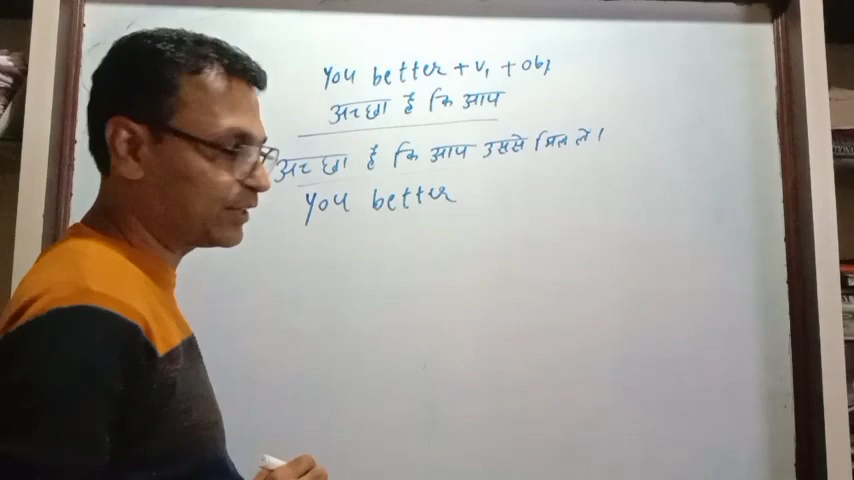 You better + V₁ + obj
अच्छा है कि आप
अच्छा है कि आप उससे मिल ले।
You better